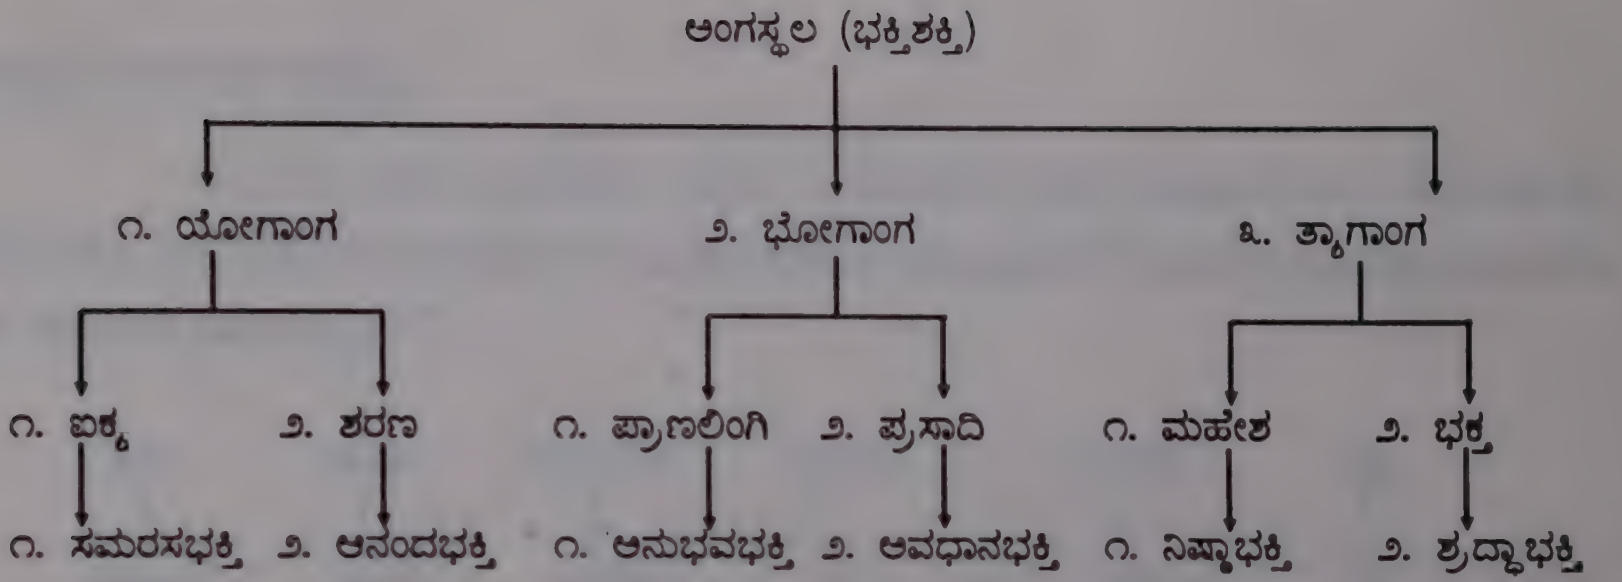 ಅಂಗಸ್ಥಲ (ಭಕ್ತಿಶಕ್ತಿ)
೧. ಯೋಗಾಂಗ ೨. ಭೋಗಾಂಗ ೩. ತ್ಯಾಗಾಂಗ
೧. ಐಕ್ಯ ೨. ಶರಣ ೧. ಪ್ರಾಣಲಿಂಗಿ ೨. ಪ್ರಸಾದಿ ೧. ಮಹೇಶ ೨. ಭಕ್ತ
೧. ಸಮರಸಭಕ್ತಿ ೨. ಆನಂದಭಕ್ತಿ ೧. ಅನುಭವಭಕ್ತಿ ೨. ಅವಧಾನಭಕ್ತಿ ೧. ನಿಷ್ಠಾಭಕ್ತಿ ೨. ಶ್ರದ್ಧಾಭಕ್ತಿ